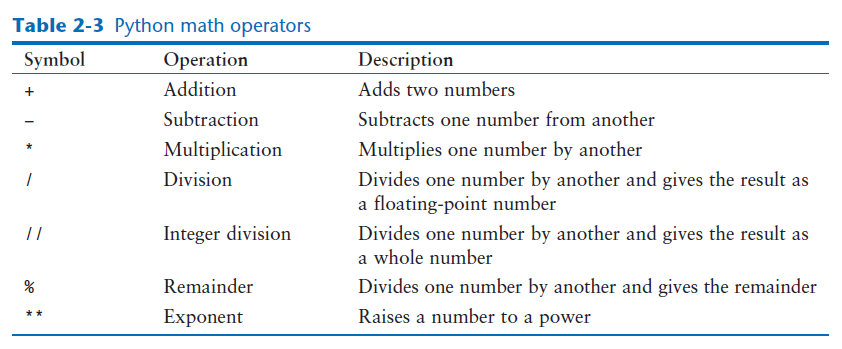 Table 2-3 Python math operators
Symbol Operation Description
+ Addition Adds two numbers
– Subtraction Subtracts one number from another
* Multiplication Multiplies one number by another
/ Division Divides one number by another and gives the result as
a floating-point number
// Integer division Divides one number by another and gives the result as
a whole number
% Remainder Divides one number by another and gives the remainder
** Exponent Raises a number to a power